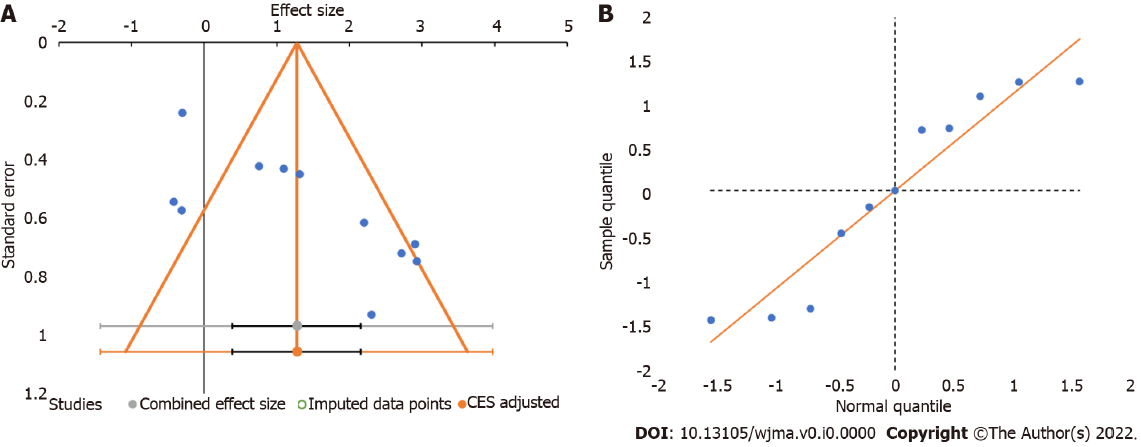 A
Effect size
-2 -1 0 1 2 3 4 5
0
0.2
0.4
0.6
0.8
1
1.2
Standard error
Studies Combined effect size Imputed data points CES adjusted
B
2
1.5
1
0.5
0
-0.5
-1
-1.5
-2
Sample quantile
-2 -1.5 -1 -0.5 0 0.5 1 1.5 2
Normal quantile
DOI: 10.13105/wjma.v0.i0.0000 Copyright ©The Author(s) 2022.